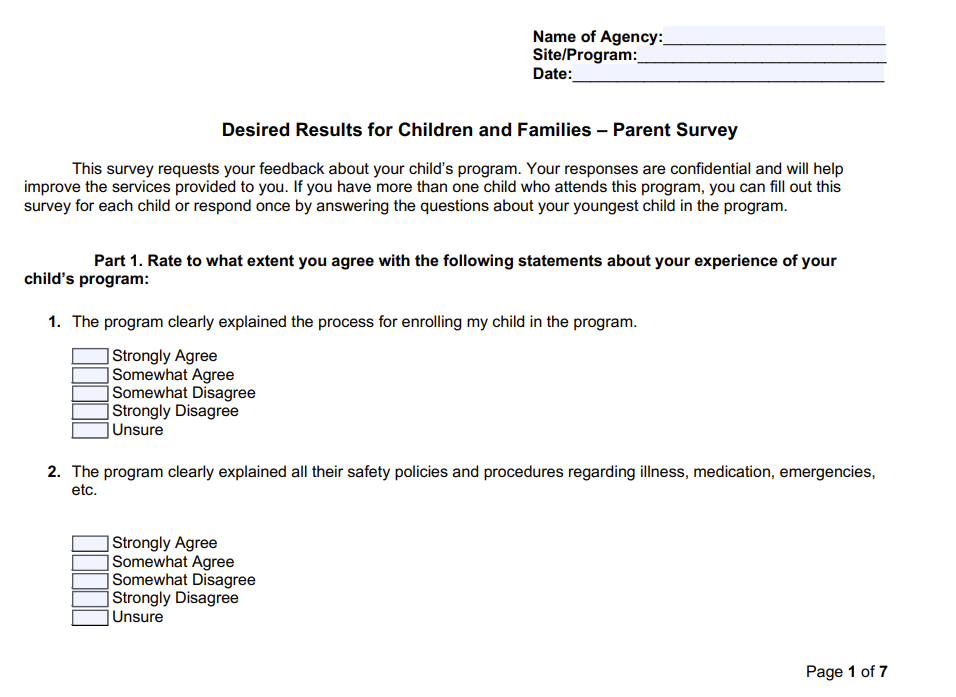 Name of Agency:
Site/Program:
Date:
Desired Results for Children and Families – Parent Survey
This survey requests your feedback about your child’s program. Your responses are confidential and will help
improve the services provided to you. If you have more than one child who attends this program, you can fill out this
survey for each child or respond once by answering the questions about your youngest child in the program.
Part 1. Rate to what extent you agree with the following statements about your experience of your
child’s program:
1. The program clearly explained the process for enrolling my child in the program.
Strongly Agree
Somewhat Agree
Somewhat Disagree
Strongly Disagree
Unsure
2. The program clearly explained all their safety policies and procedures regarding illness, medication, emergencies,
etc.
Strongly Agree
Somewhat Agree
Somewhat Disagree
Strongly Disagree
Unsure
Page 1 of 7